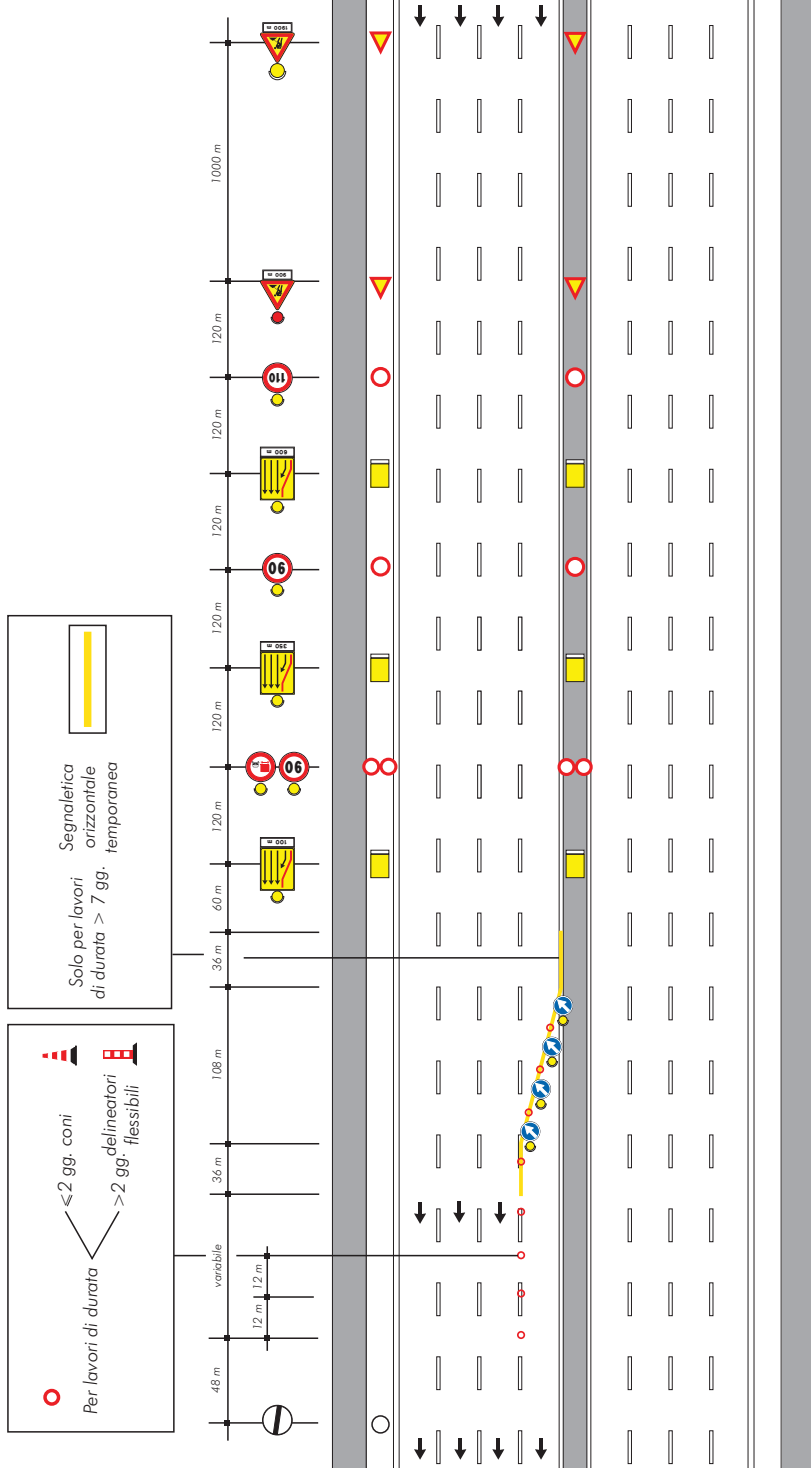 1900 m
1000 m
900 m
120 m
110
120 m
600 m
120 m
90
120 m
350 m
120 m
90
120 m
100 m
60 m
36 m
108 m
36 m
variabile
12 m
12 m
48 m
Solo per lavori
di durata > 7 gg.
Segnaletica
orizzontale
temporanea
Per lavori di durata
⩽2 gg. coni
>2 gg. delineatori
flessibili